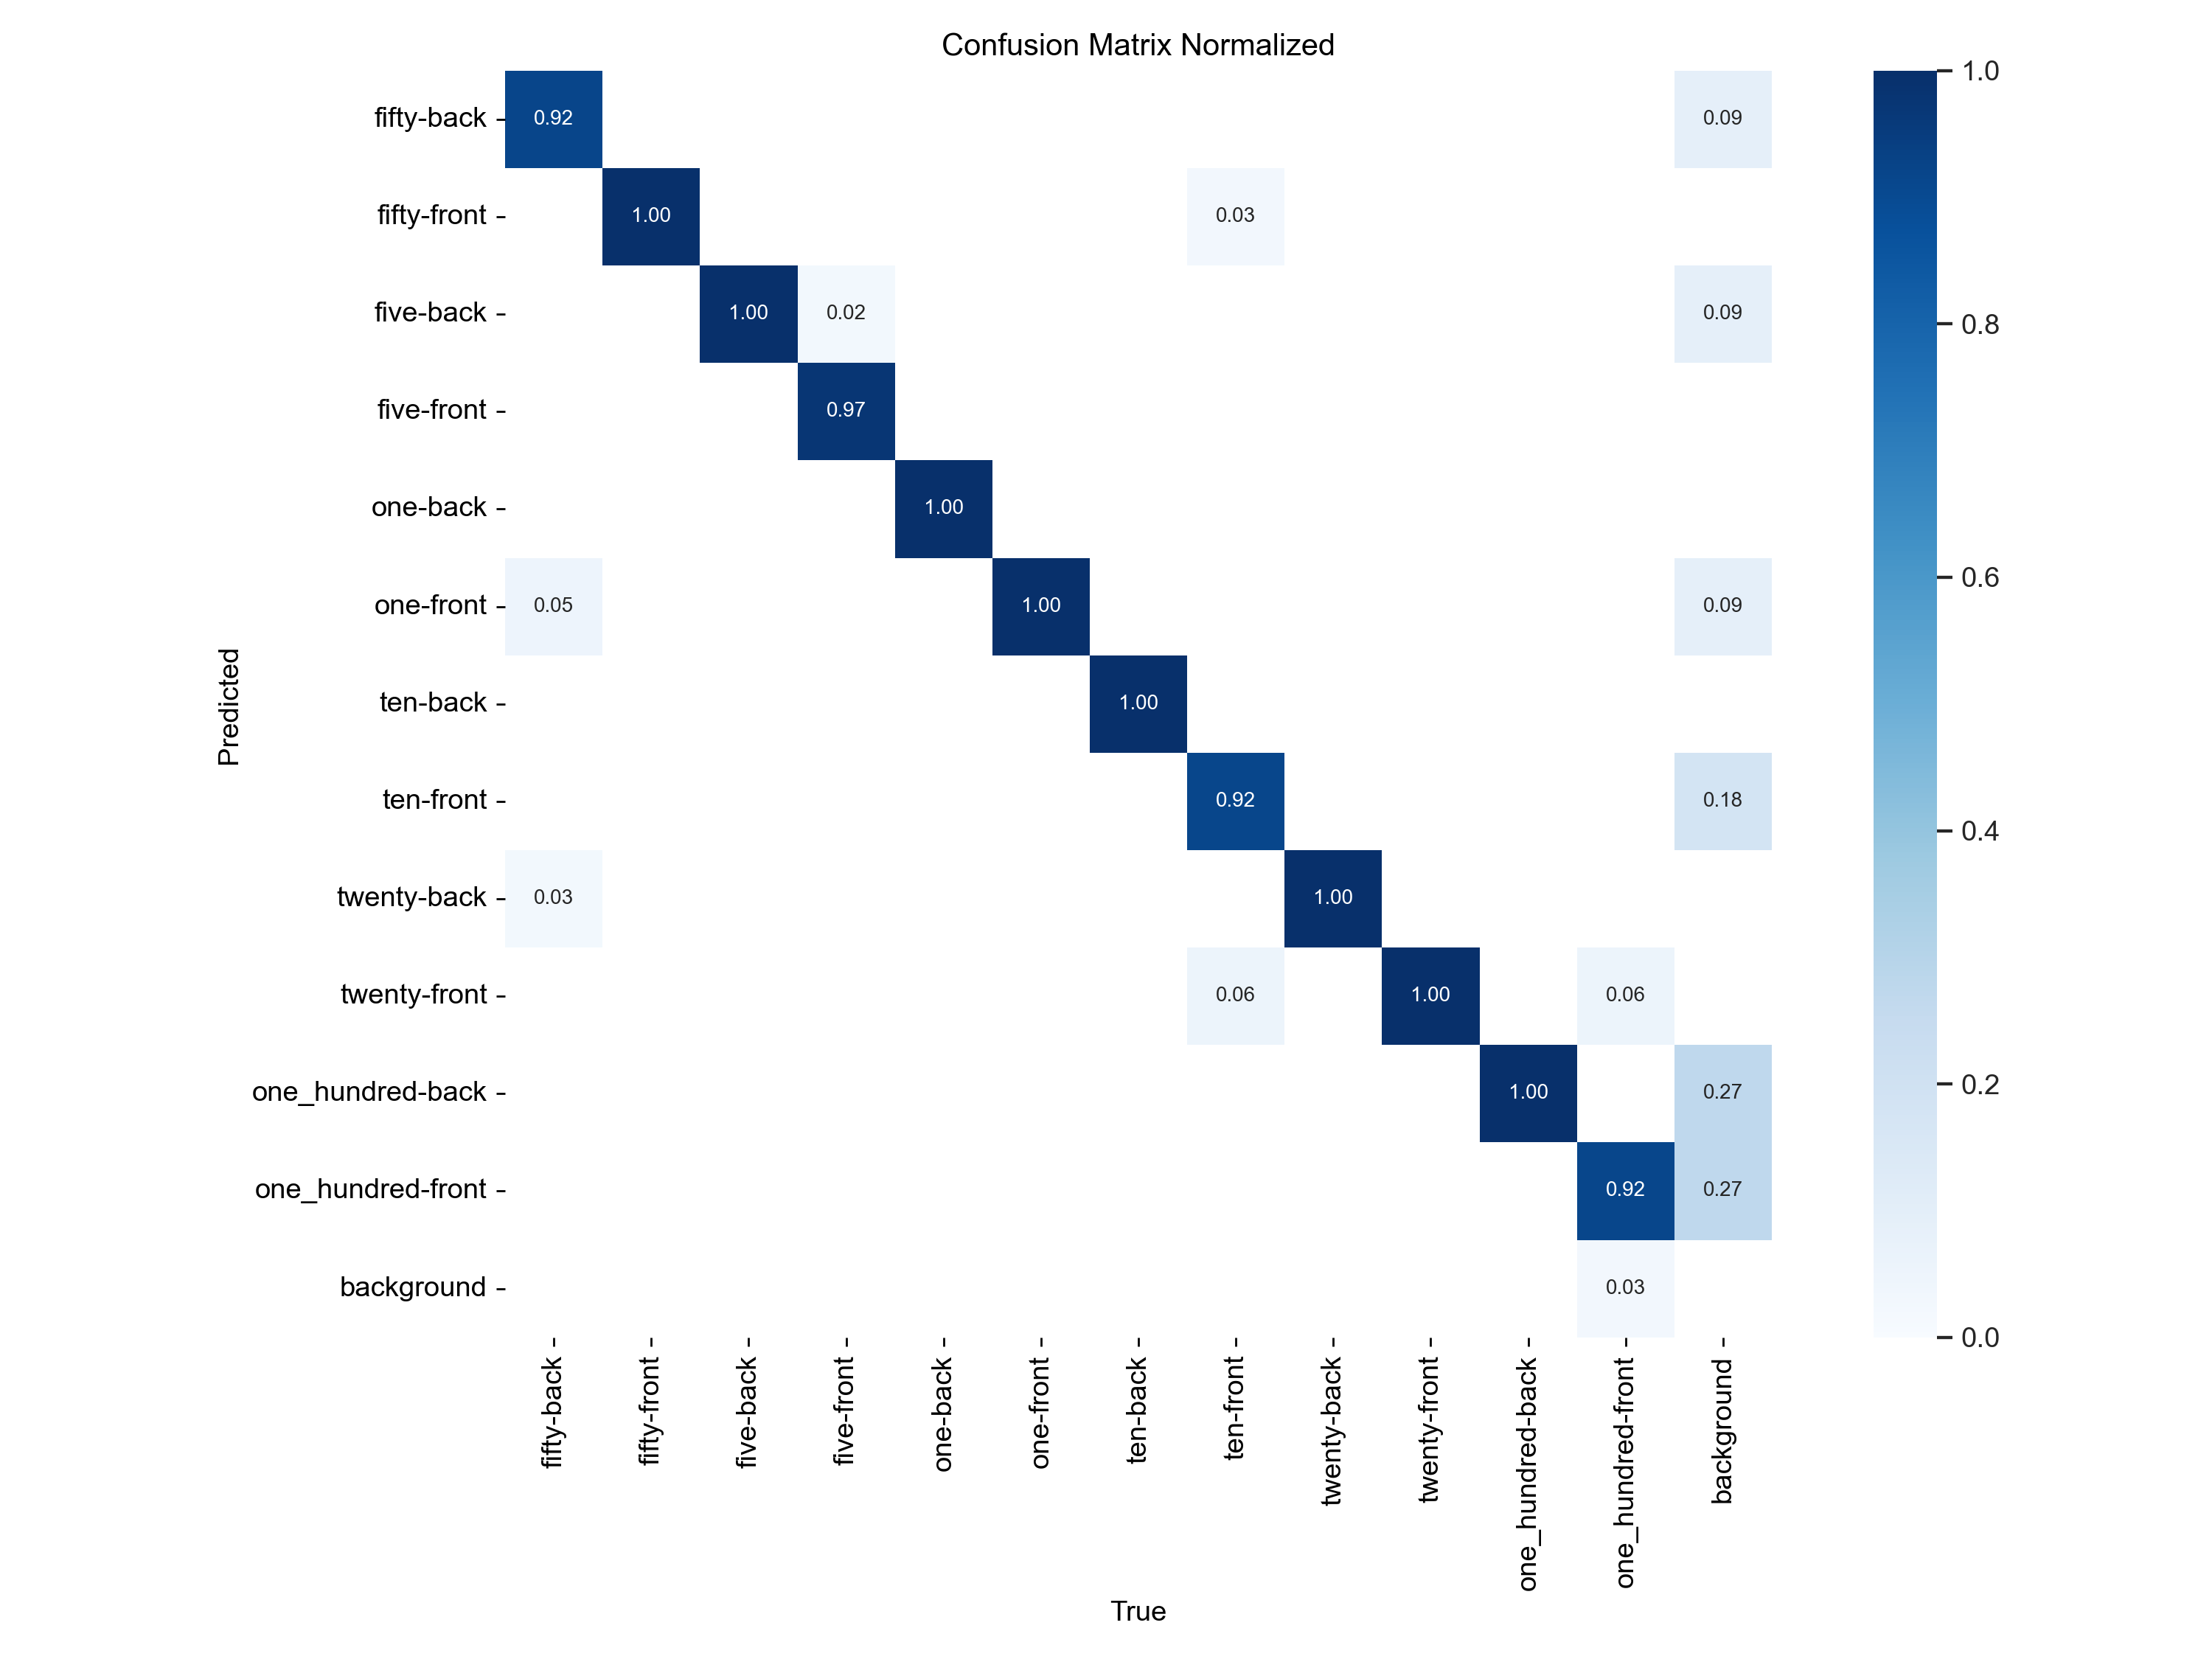 Confusion Matrix Normalized
fifty-back 0.92 0.09
fifty-front 1.00 0.03
five-back 1.00 0.02 0.09
five-front 0.97
one-back 1.00
one-front 0.05 1.00 0.09
ten-back 1.00
ten-front 0.92 0.18
twenty-back 0.03 1.00
twenty-front 0.06 1.00 0.06
one_hundred-back 1.00 0.27
one_hundred-front 0.92 0.27
background 0.03
Predicted
fifty-back
fifty-front
five-back
five-front
one-back
one-front
ten-back
ten-front
twenty-back
twenty-front
one_hundred-back
one_hundred-front
background
True
1.0
0.8
0.6
0.4
0.2
0.0